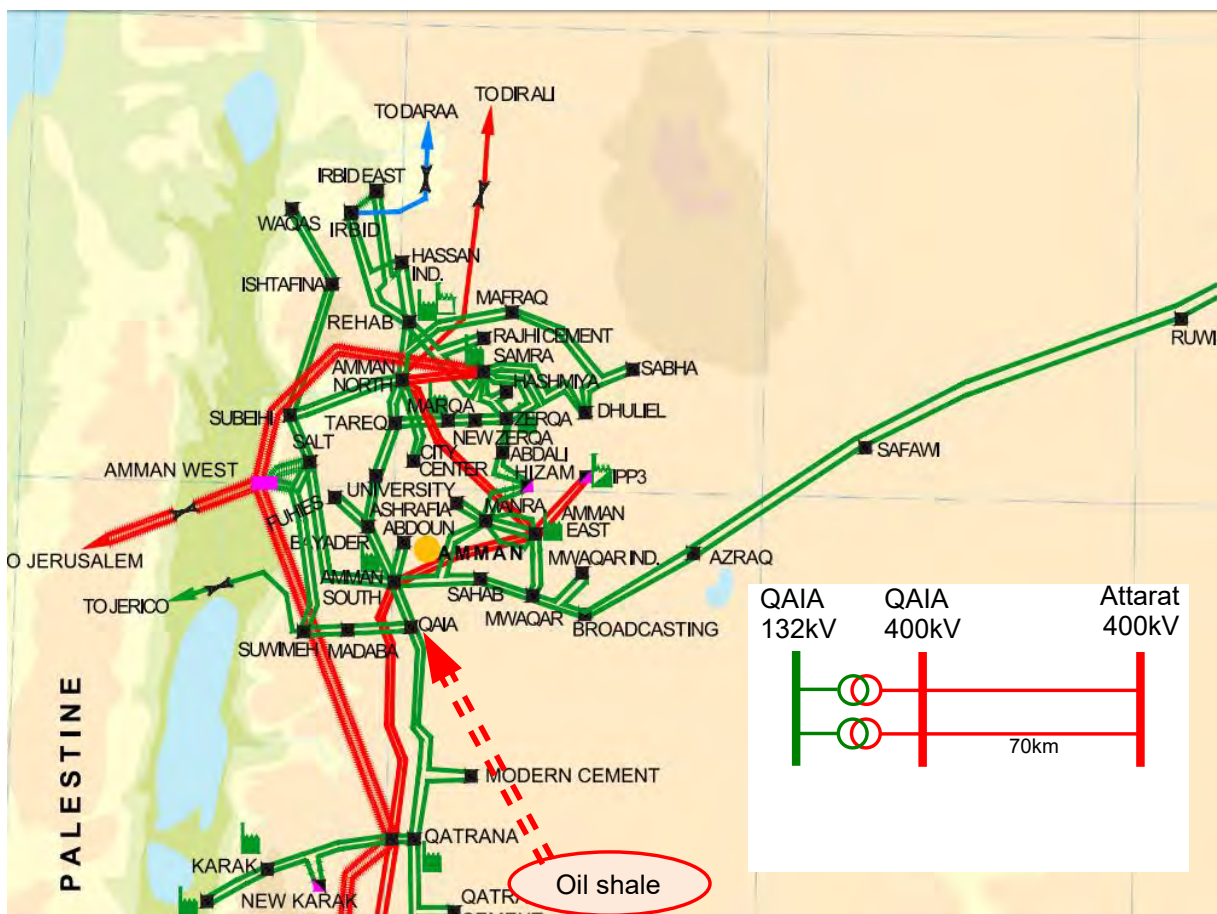 TO DARAA
TO DIR ALI
IRBID EAST
WAQAS
IRBID
HASSAN
IND.
ISHTAFINA
MAFRAQ
REHAB
RAJHI CEMENT
RUWI
SAMRA
AMMAN
NORTH
SABHA
HASHMIYA
MARQA
DHULIEL
SUBEIHI
TAREQ
ZERQA
NEW ZERQA
SALT
ABDALI
CITY
CENTER
SAFAWI
AMMAN WEST
HIZAM
IPP3
UNIVERSITY
FUHIES
ASHRAFIA
MANRA
AMMAN
EAST
ABDOUN
BAYADER
AMMAN
O JERUSALEM
MWAQAR IND.
AZRAQ
AMMAN
SOUTH
SAHAB
TO JERICO
MWAQAR
BROADCASTING
QAIA
SUWIMEH
MADABA
PALESTINE
MODERN CEMENT
QATRANA
KARAK
NEW KARAK
Oil shale
QAIA
132kV
QAIA
400kV
Attarat
400kV
70km